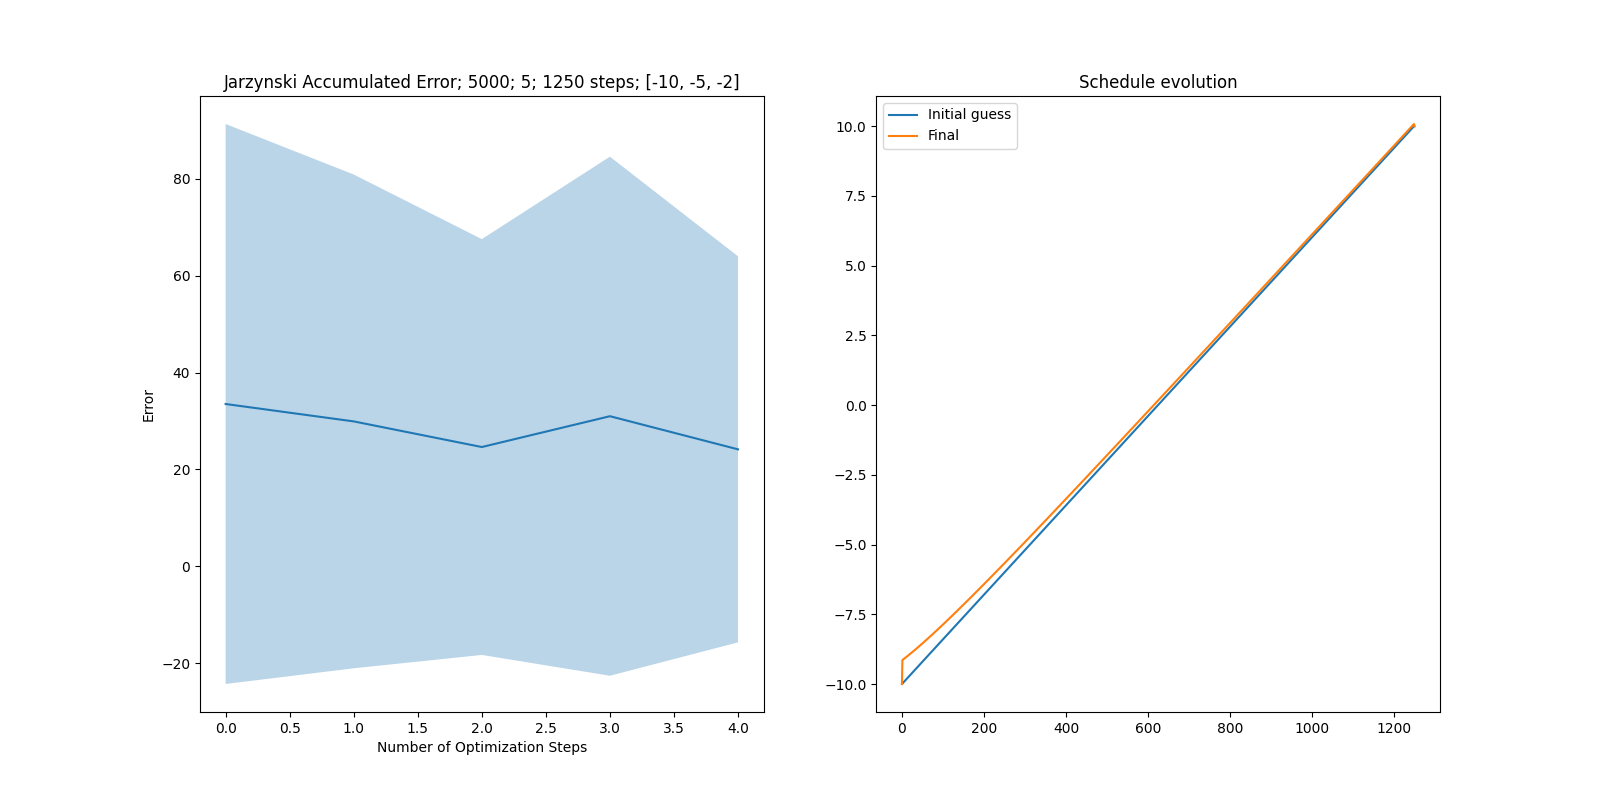 Jarzynski Accumulated Error; 5000; 5; 1250 steps; [-10, -5, -2]
Error
80
60
40
20
0
−20
0.0 0.5 1.0 1.5 2.0 2.5 3.0 3.5 4.0
Number of Optimization Steps
Schedule evolution
Initial guess
Final
10.0
7.5
5.0
2.5
0.0
−2.5
−5.0
−7.5
−10.0
0 200 400 600 800 1000 1200